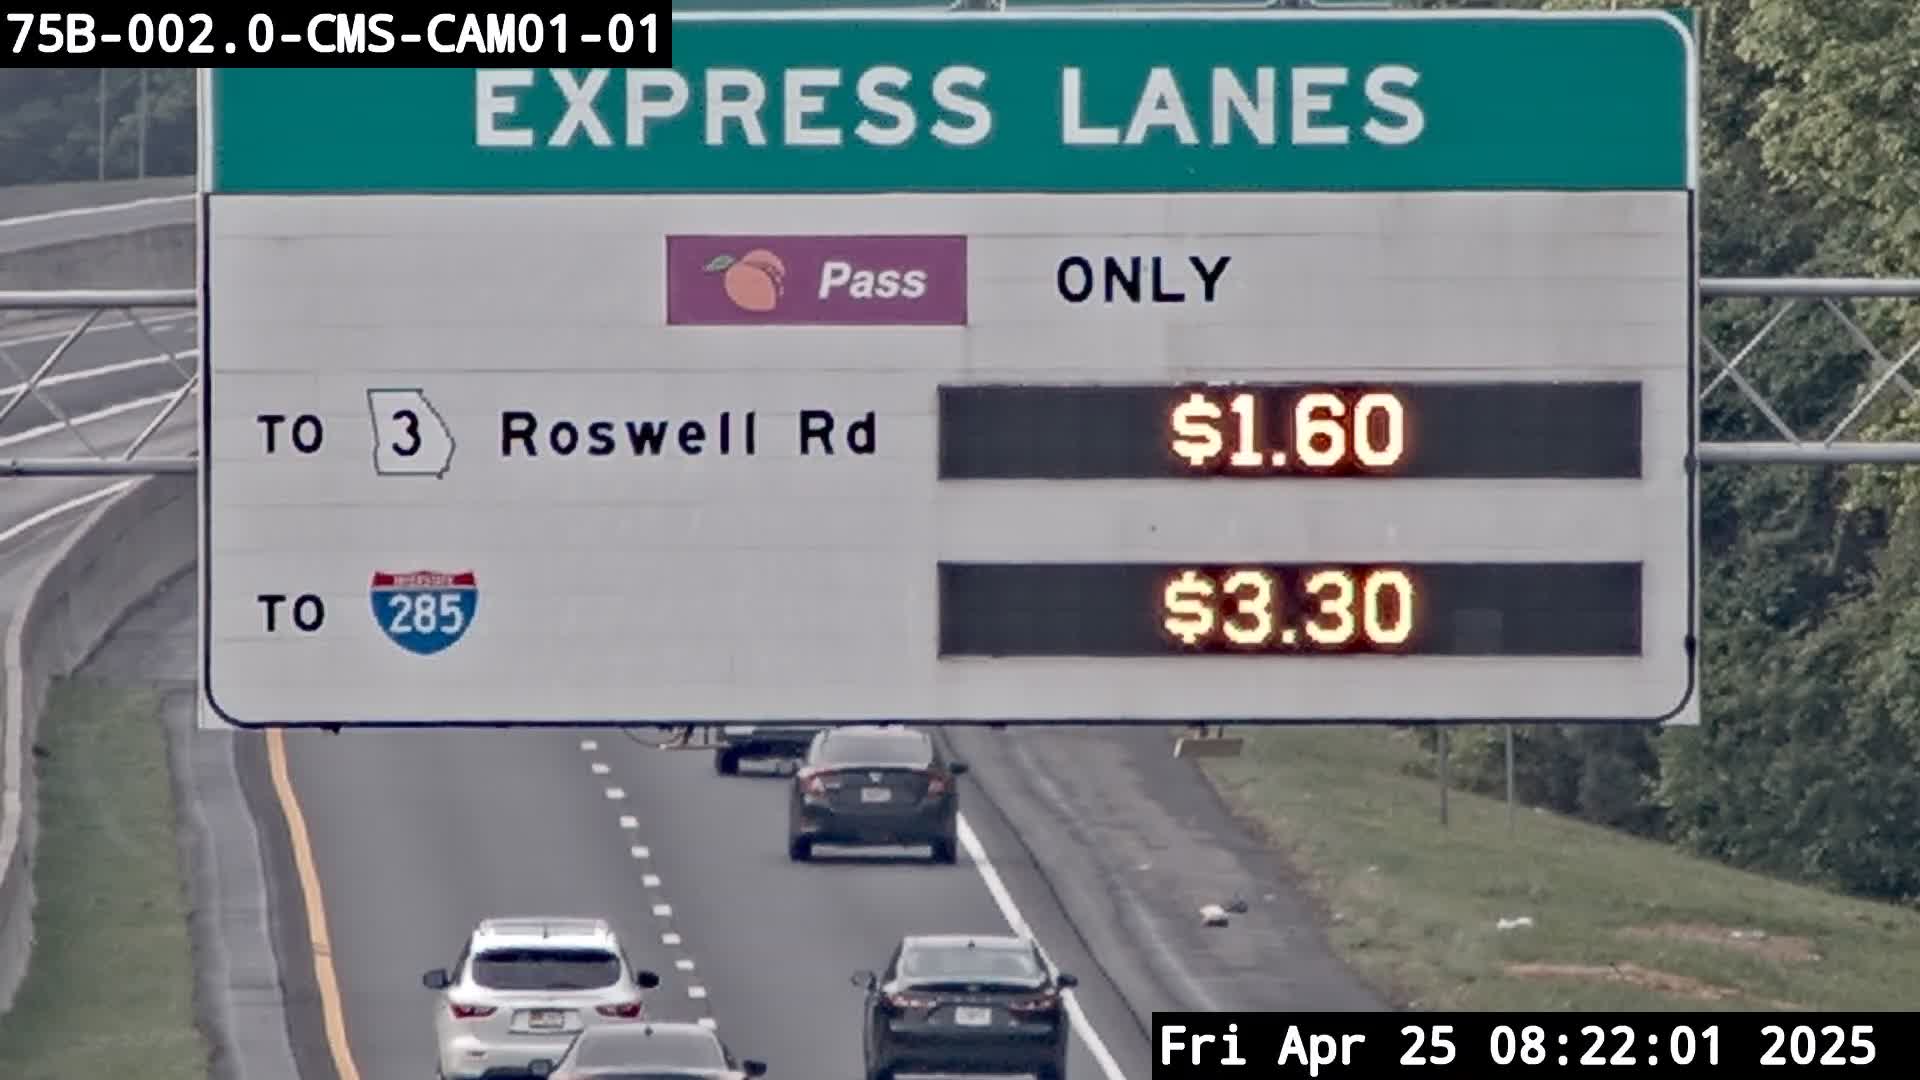 75B-002.0-CMS-CAM01-01
EXPRESS LANES
Pass ONLY
TO 3 Roswell Rd $1.60
TO INTERSTATE 285 $3.30
Fri Apr 25 08:22:01 2025